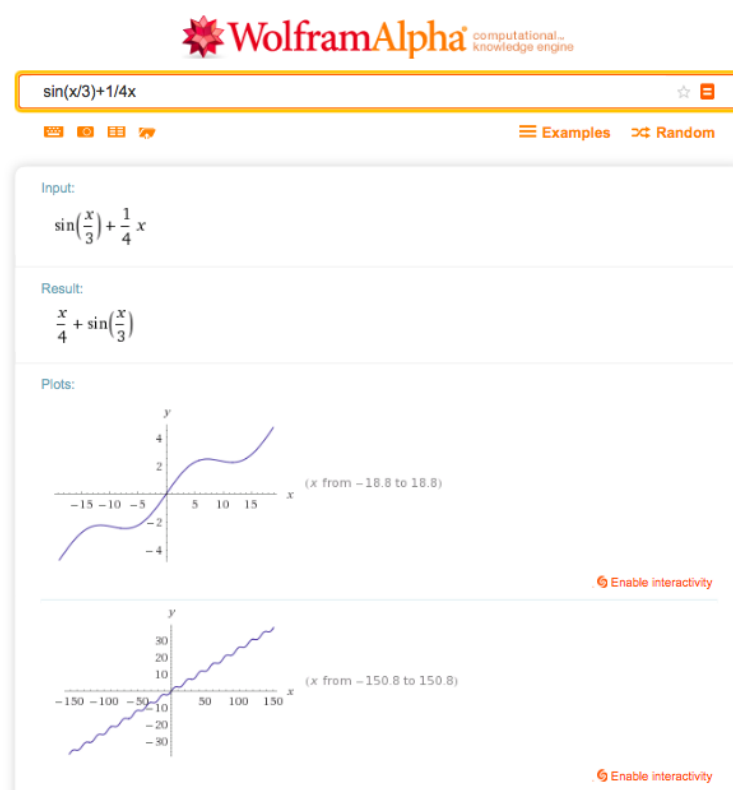 WolframAlpha computational... knowledge engine
sin(x/3)+1/4x
Examples Random
Input:
sin(x/3) + 1/4 x
Result:
x/4 + sin(x/3)
Plots:
y
4
2
-15 -10 -5 5 10 15 x
-2
-4
(x from -18.8 to 18.8)
Enable interactivity
y
30
20
10
-150 -100 -50 50 100 150 x
-10
-20
-30
(x from -150.8 to 150.8)
Enable interactivity